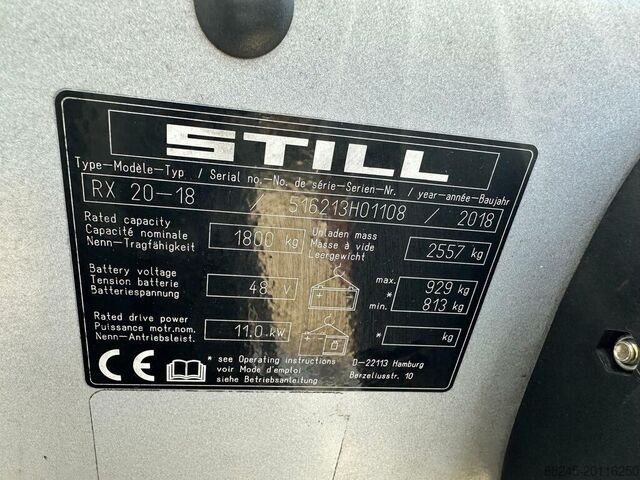 STILL
Type-Modèle-Typ / Serial no.-No. de série-Serien-Nr. / year-année-Baujahr
RX 20-18 / 516213H01108 / 2018
Rated capacity
Capacité nominale
Nenn-Tragfähigkeit
1800 kg
Unladen mass
Masse à vide
Leergewicht
2557 kg
Battery voltage
Tension batterie
Batteriespannung
48 V
max. 929 kg
*
min. 813 kg
Rated drive power
Puissance motr.nom.
Nenn-Antriebsleist.
11.0 kW
* kg
CE
* see Operating instructions
voir Mode d'emploi
siehe Betriebsanleitung
D-22113 Hamburg
Berzeliusstr. 10
68245-20116250